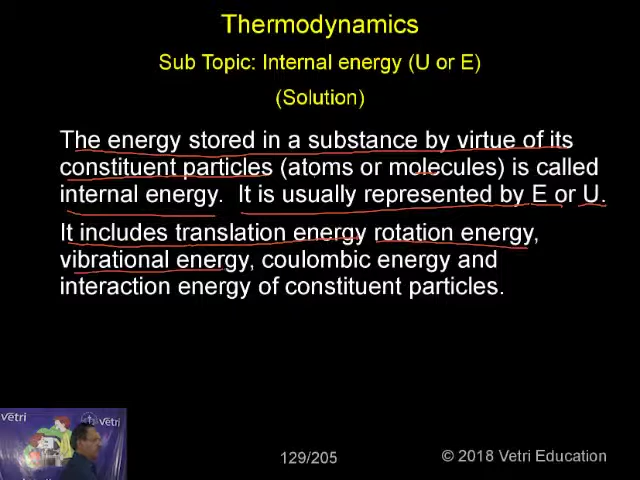 Thermodynamics
Sub Topic: Internal energy (U or E)
(Solution)
The energy stored in a substance by virtue of its
constituent particles (atoms or molecules) is called
internal energy. It is usually represented by E or U.
It includes translation energy rotation energy,
vibrational energy, coulombic energy and
interaction energy of constituent particles.
vetri
vetri
129/205
© 2018 Vetri Education